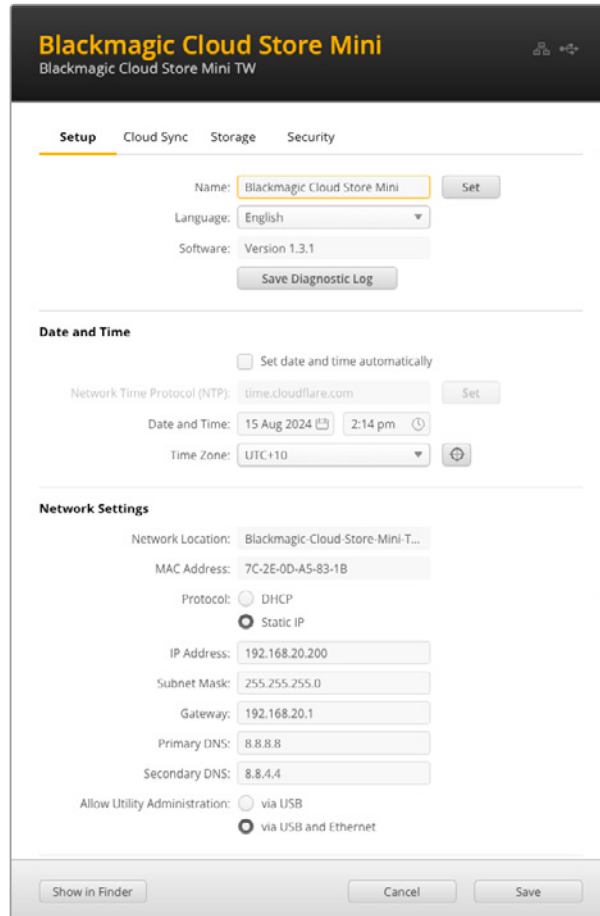 Blackmagic Cloud Store Mini
Blackmagic Cloud Store Mini TW
Setup Cloud Sync Storage Security
Name: Blackmagic Cloud Store Mini Set
Language: English
Software: Version 1.3.1
Save Diagnostic Log
Date and Time
Set date and time automatically
Network Time Protocol (NTP): time.cloudflare.com Set
Date and Time: 15 Aug 2024 2:14 pm
Time Zone: UTC+10
Network Settings
Network Location: Blackmagic-Cloud-Store-Mini-T...
MAC Address: 7C-2E-0D-A5-83-1B
Protocol: DHCP
Static IP
IP Address: 192.168.20.200
Subnet Mask: 255.255.255.0
Gateway: 192.168.20.1
Primary DNS: 8.8.8.8
Secondary DNS: 8.8.4.4
Allow Utility Administration: via USB
via USB and Ethernet
Show in Finder Cancel Save